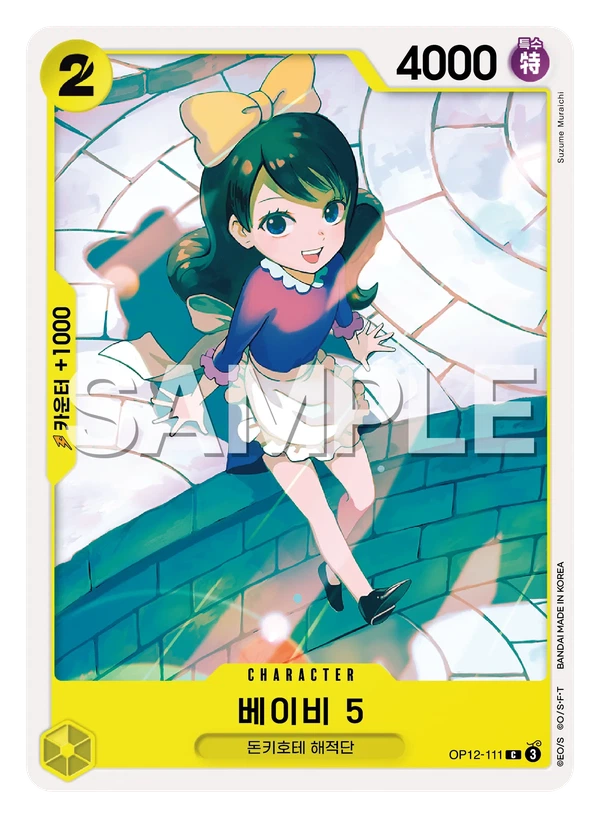 2
4000
특수
特
Suzume Muraichi
카운터 +1000
SAMPLE
CHARACTER
베이비 5
돈키호테 해적단
OP12-111 C 3
©EO/S ©O/S·F·T BANDAI MADE IN KOREA